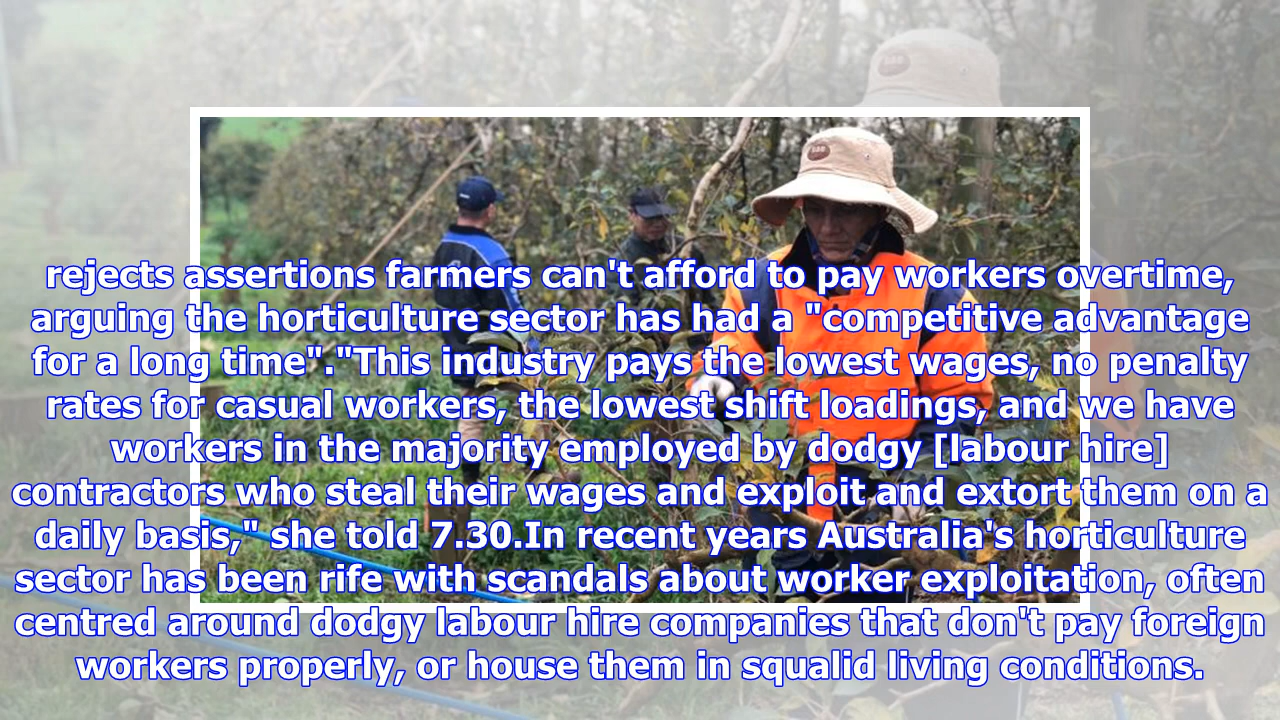 rejects assertions farmers can't afford to pay workers overtime,
arguing the horticulture sector has had a "competitive advantage
for a long time"."This industry pays the lowest wages, no penalty
rates for casual workers, the lowest shift loadings, and we have
workers in the majority employed by dodgy [labour hire]
contractors who steal their wages and exploit and extort them on a
daily basis," she told 7.30.In recent years Australia's horticulture
sector has been rife with scandals about worker exploitation, often
centred around dodgy labour hire companies that don't pay foreign
workers properly, or house them in squalid living conditions.